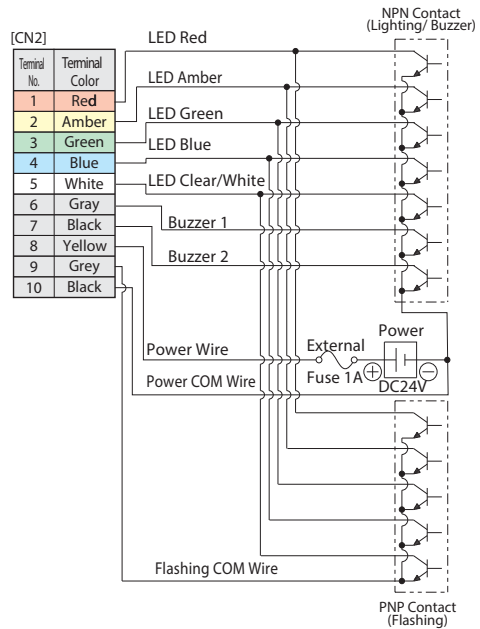 NPN Contact
(Lighting/ Buzzer)
[CN2]
Terminal No. Terminal Color
1 Red
2 Amber
3 Green
4 Blue
5 White
6 Gray
7 Black
8 Yellow
9 Grey
10 Black
LED Red
LED Amber
LED Green
LED Blue
LED Clear/White
Buzzer 1
Buzzer 2
Power Wire
External
Fuse 1A
Power
+ −
DC24V
Power COM Wire
Flashing COM Wire
PNP Contact
(Flashing)